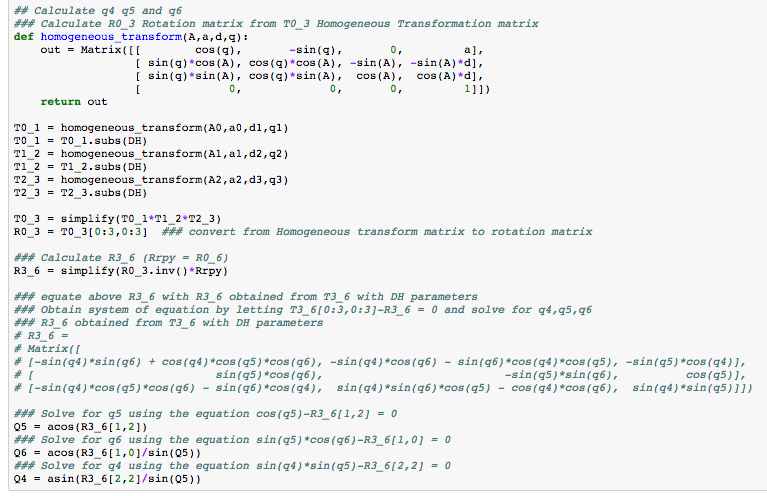 ## Calculate q4 q5 and q6
### Calculate R0_3 Rotation matrix from T0_3 Homogeneous Transformation matrix
def homogeneous_transform(A,a,d,q):
    out = Matrix([[        cos(q),       -sin(q),       0,         a],
                  [ sin(q)*cos(A), cos(q)*cos(A), -sin(A), -sin(A)*d],
                  [ sin(q)*sin(A), cos(q)*sin(A),  cos(A),  cos(A)*d],
                  [             0,             0,       0,         1]])
    return out

T0_1 = homogeneous_transform(A0,a0,d1,q1)
T0_1 = T0_1.subs(DH)
T1_2 = homogeneous_transform(A1,a1,d2,q2)
T1_2 = T1_2.subs(DH)
T2_3 = homogeneous_transform(A2,a2,d3,q3)
T2_3 = T2_3.subs(DH)

T0_3 = simplify(T0_1*T1_2*T2_3)
R0_3 = T0_3[0:3,0:3]  ### convert from Homogeneous transform matrix to rotation matrix

### Calculate R3_6 (Rrpy = R0_6)
R3_6 = simplify(R0_3.inv()*Rrpy)

### equate above R3_6 with R3_6 obtained from T3_6 with DH parameters
### Obtain system of equation by letting T3_6[0:3,0:3]-R3_6 = 0 and solve for q4,q5,q6
### R3_6 obtained from T3_6 with DH parameters
# R3_6 =
# Matrix([
# [-sin(q4)*sin(q6) + cos(q4)*cos(q5)*cos(q6), -sin(q4)*cos(q6) - sin(q6)*cos(q4)*cos(q5), -sin(q5)*cos(q4)],
# [                           sin(q5)*cos(q6),                           -sin(q5)*sin(q6),          cos(q5)],
# [-sin(q4)*cos(q5)*cos(q6) - sin(q6)*cos(q4),  sin(q4)*sin(q6)*cos(q5) - cos(q4)*cos(q6),  sin(q4)*sin(q5)]])

### Solve for q5 using the equation cos(q5)-R3_6[1,2] = 0
Q5 = acos(R3_6[1,2])
### Solve for q6 using the equation sin(q5)*cos(q6)-R3_6[1,0] = 0
Q6 = acos(R3_6[1,0]/sin(Q5))
### Solve for q4 using the equation sin(q4)*sin(q5)-R3_6[2,2] = 0
Q4 = asin(R3_6[2,2]/sin(Q5))